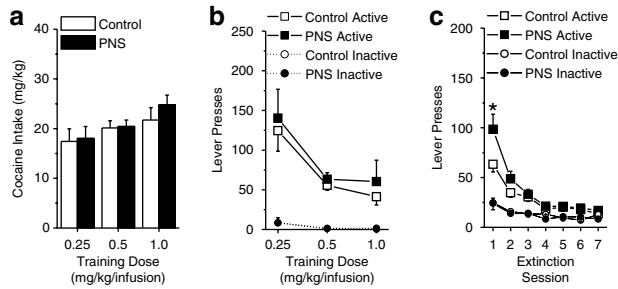 a
Control
PNS
Cocaine Intake (mg/kg)
40
30
20
10
0
0.25 0.5 1.0
Training Dose
(mg/kg/infusion)
b
Control Active
PNS Active
Control Inactive
PNS Inactive
Lever Presses
250
200
150
100
50
0
0.25 0.5 1.0
Training Dose
(mg/kg/infusion)
c
Control Active
PNS Active
Control Inactive
PNS Inactive
Lever Presses
200
150
100
50
0
*
1 2 3 4 5 6 7
Extinction
Session